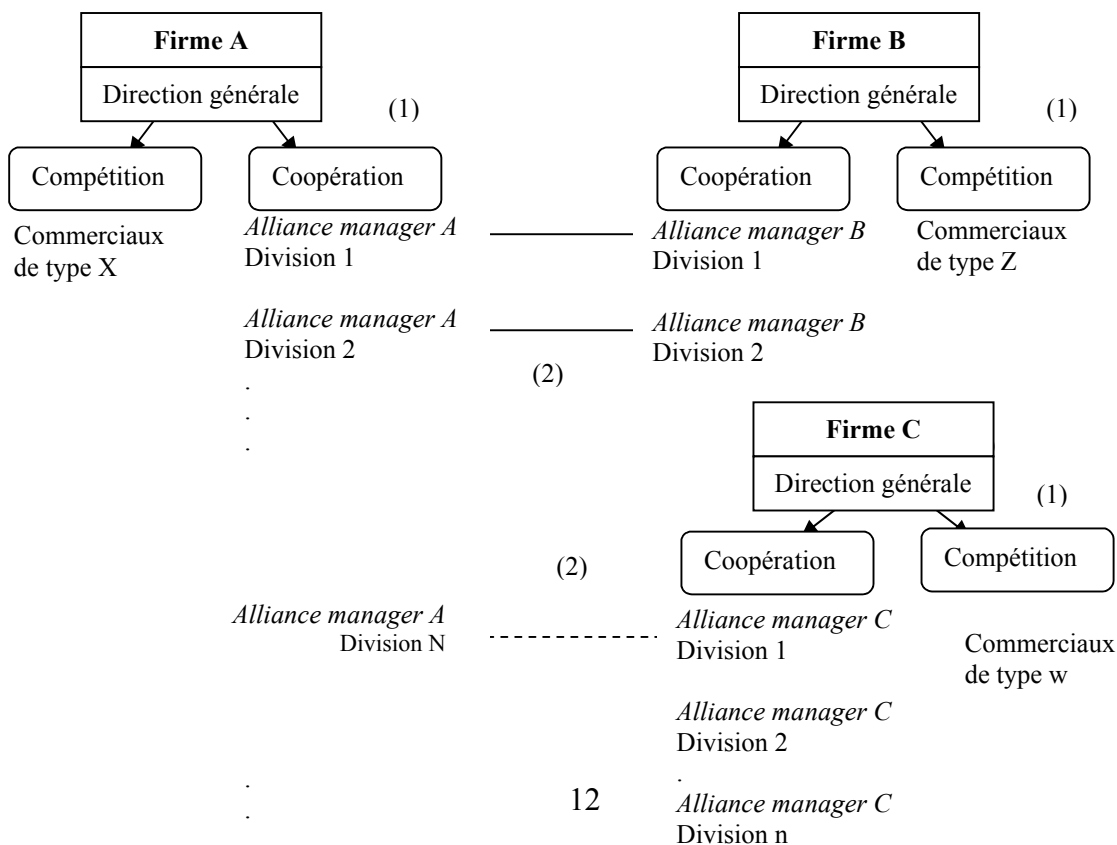 Firme A
Direction générale
(1)
Compétition
Coopération
Commerciaux
de type X
Alliance manager A
Division 1
Alliance manager A
Division 2
.
.
.
Firme B
Direction générale
(1)
Coopération
Compétition
Alliance manager B
Division 1
Commerciaux
de type Z
Alliance manager B
Division 2
(2)
Firme C
Direction générale
(1)
Coopération
Compétition
(2)
Alliance manager A
Division N
Alliance manager C
Division 1
Commerciaux
de type w
Alliance manager C
Division 2
.
.
.
Alliance manager C
Division n
12